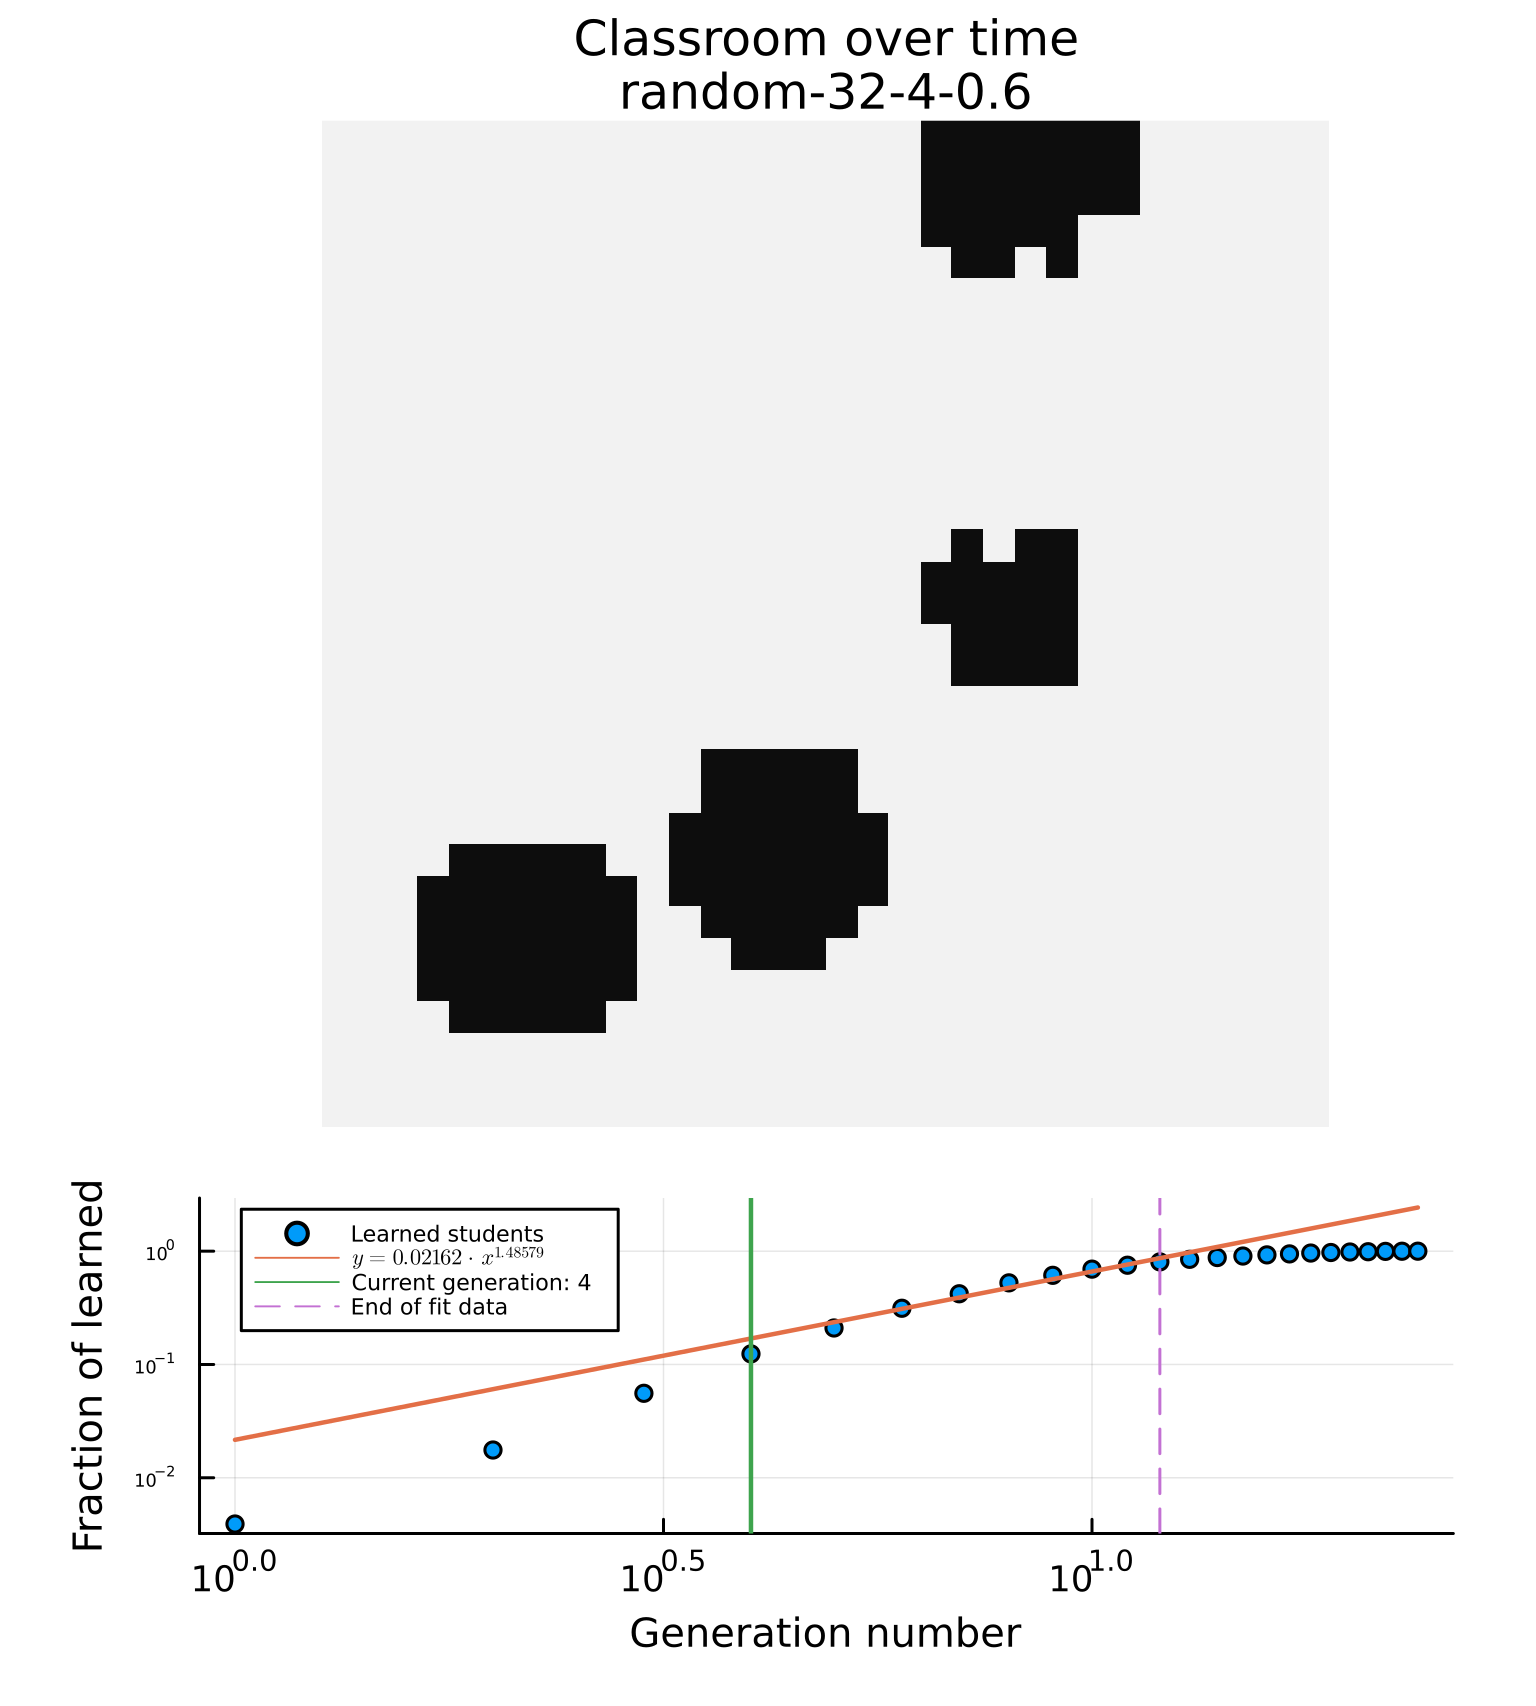 Classroom over time
random-32-4-0.6
Fraction of learned
10⁰
10⁻¹
10⁻²
Learned students
y = 0.02162 · x^1.48579
Current generation: 4
End of fit data
10^0.0
10^0.5
10^1.0
Generation number